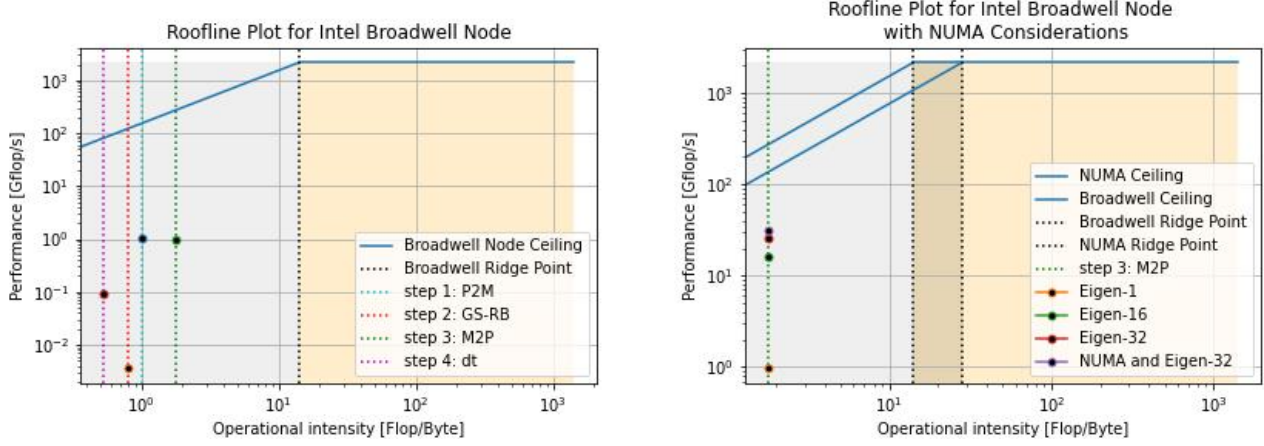 Roofline Plot for Intel Broadwell Node
10³
10²
10¹
10⁰
10⁻¹
10⁻²
Performance [Gflop/s]
Broadwell Node Ceiling
Broadwell Ridge Point
step 1: P2M
step 2: GS-RB
step 3: M2P
step 4: dt
10⁰
10¹
10²
10³
Operational intensity [Flop/Byte]
Roofline Plot for Intel Broadwell Node
with NUMA Considerations
10³
10²
10¹
10⁰
Performance [Gflop/s]
NUMA Ceiling
Broadwell Ceiling
Broadwell Ridge Point
NUMA Ridge Point
step 3: M2P
Eigen-1
Eigen-16
Eigen-32
NUMA and Eigen-32
10¹
10²
10³
Operational intensity [Flop/Byte]